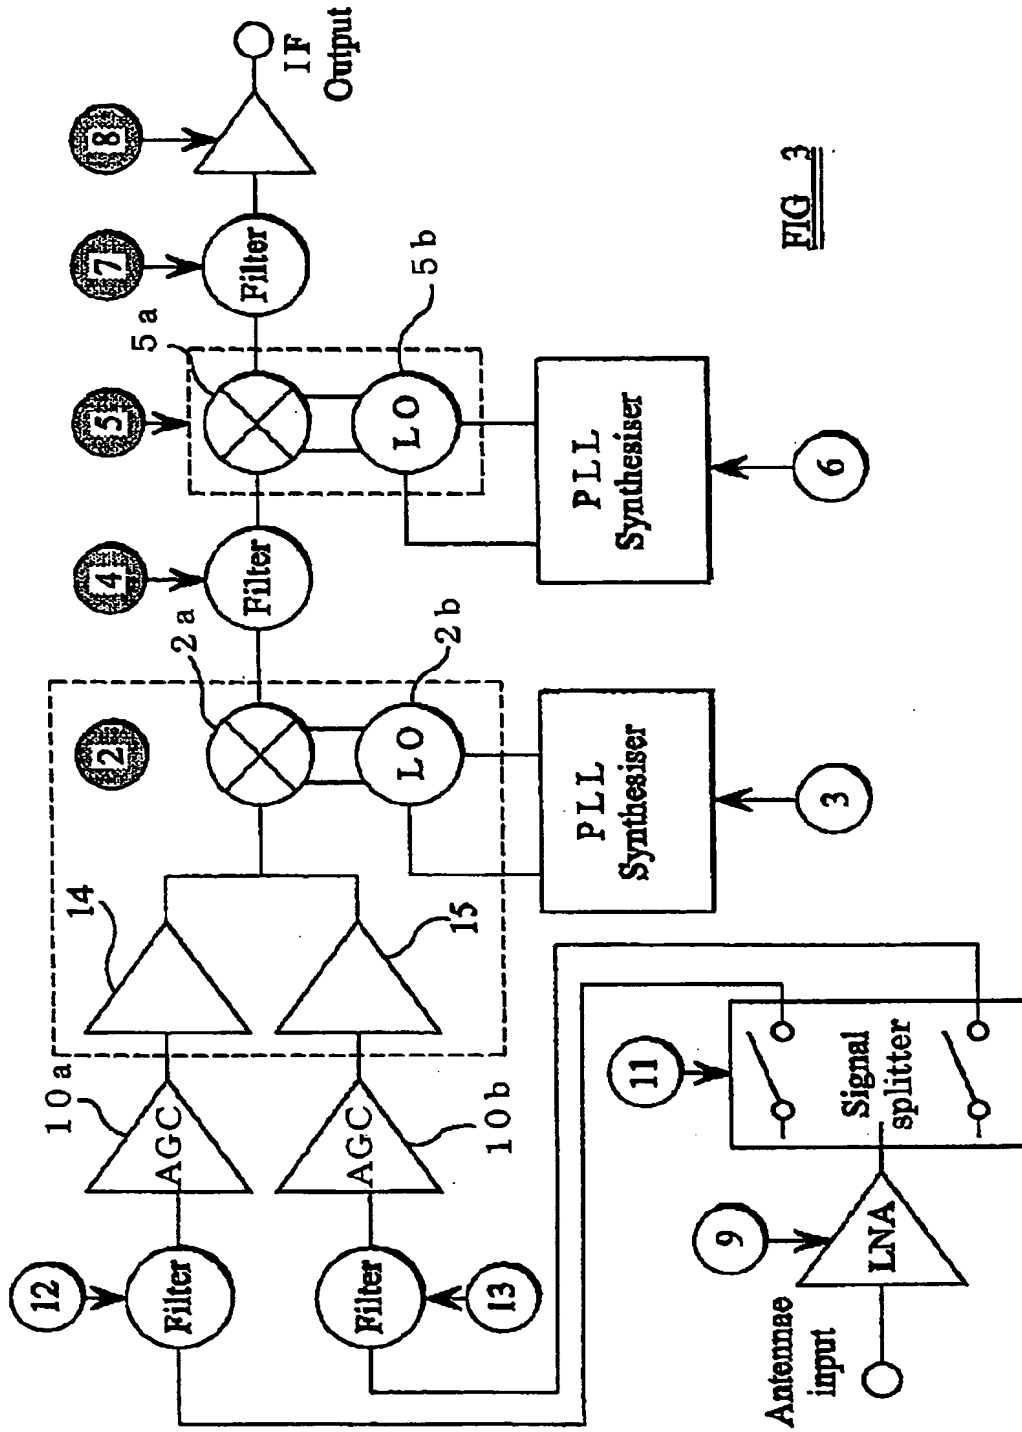 12
Filter
10a
AGC
14
2
2a
4
Filter
5
5a
7
Filter
8
IF
Output
13
Filter
10b
AGC
15
LO
2b
LO
5b
PLL
Synthesiser
3
PLL
Synthesiser
6
Antennae
input
9
LNA
11
Signal
splitter
FIG 3